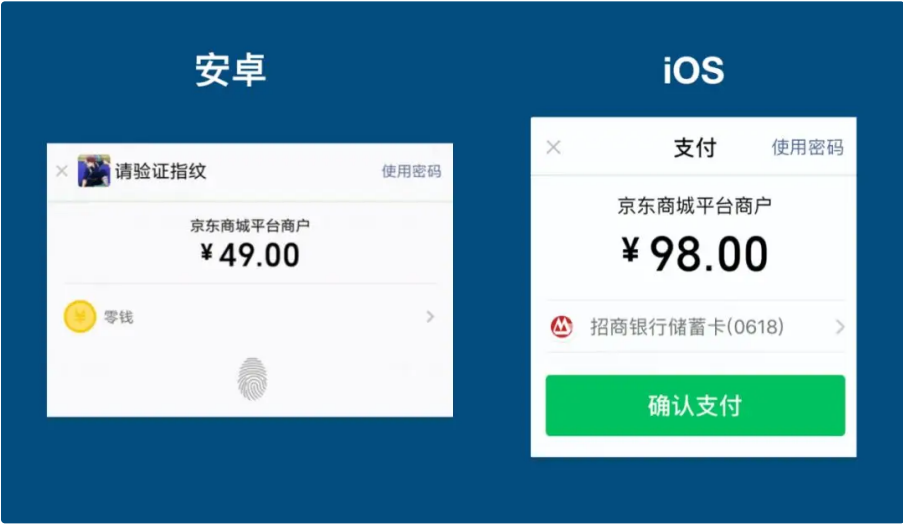 安卓
iOS
请验证指纹
使用密码
京东商城平台商户
¥49.00
零钱
支付
使用密码
京东商城平台商户
¥98.00
招商银行储蓄卡(0618)
确认支付